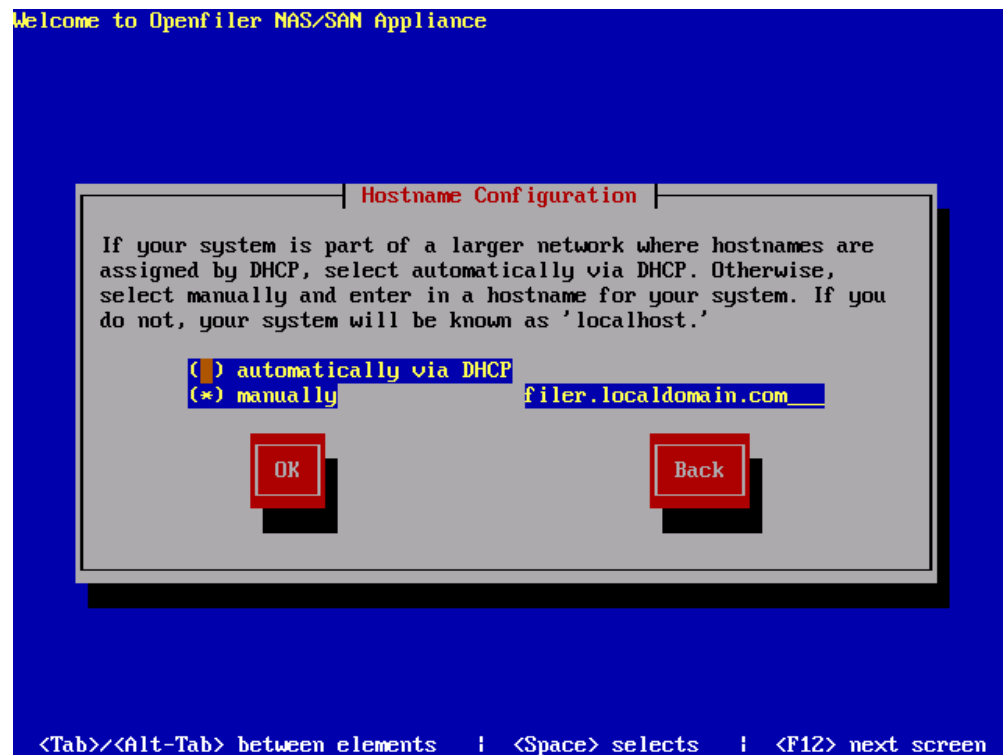 Welcome to Openfiler NAS/SAN Appliance
Hostname Configuration
If your system is part of a larger network where hostnames are
assigned by DHCP, select automatically via DHCP. Otherwise,
select manually and enter in a hostname for your system. If you
do not, your system will be known as 'localhost.'
( ) automatically via DHCP
(*) manually filer.localdomain.com___
OK Back
<Tab>/<Alt-Tab> between elements | <Space> selects | <F12> next screen